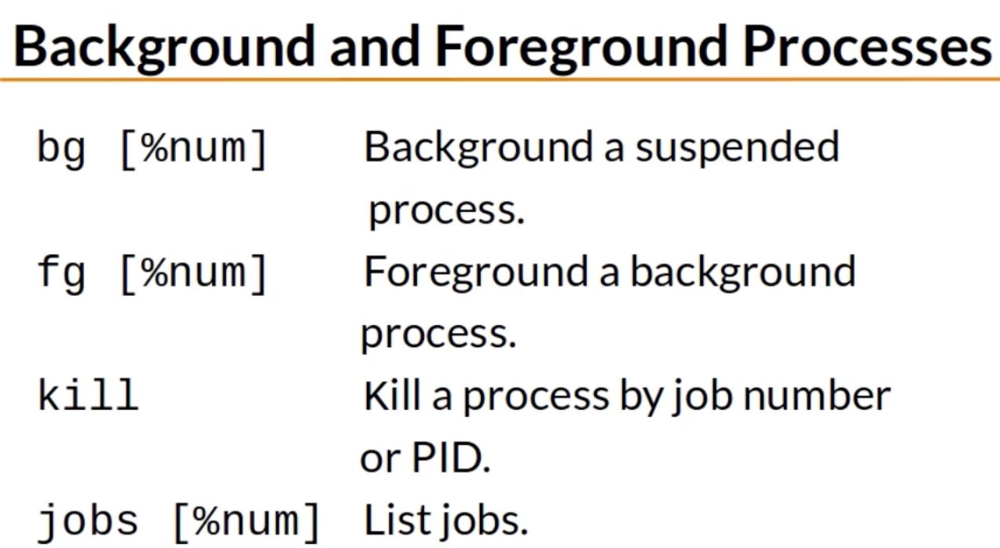 Background and Foreground Processes
bg [%num] Background a suspended
process.
fg [%num] Foreground a background
process.
kill Kill a process by job number
or PID.
jobs [%num] List jobs.